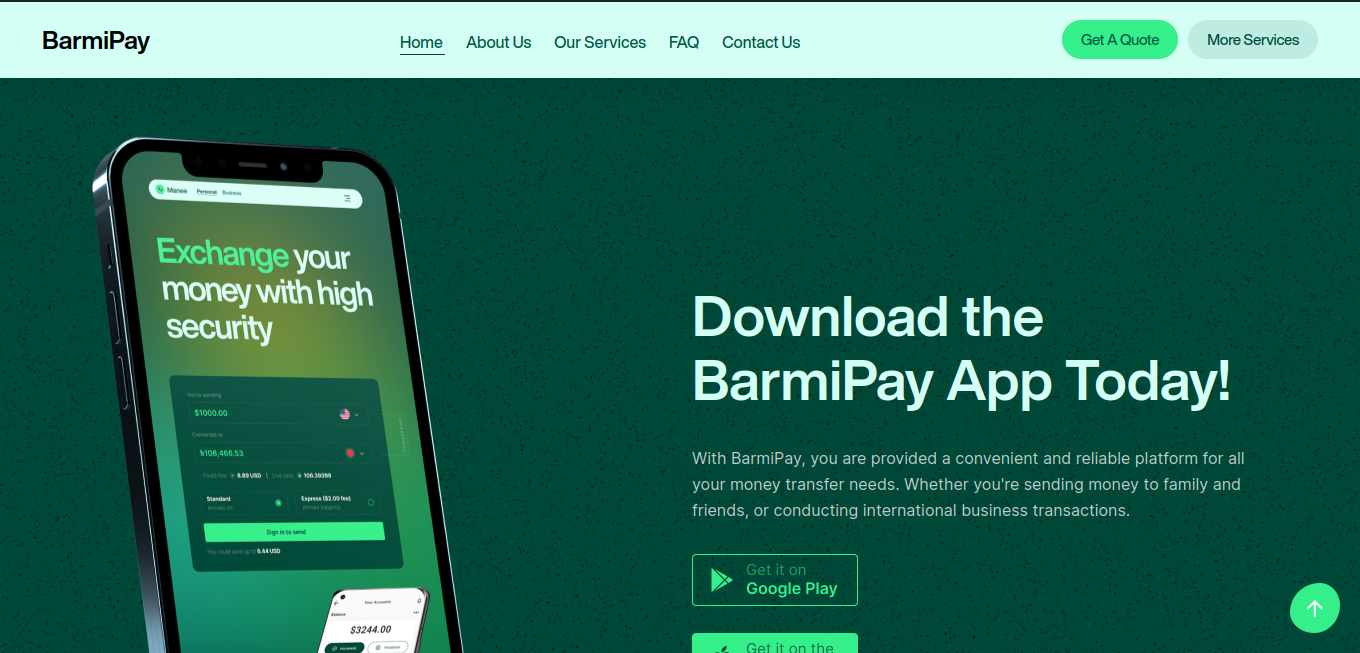 BarmiPay
Home
About Us
Our Services
FAQ
Contact Us
Get A Quote
More Services
Manee
Personal
Business
Exchange your
money with high
security
You're sending
$1000.00
Converted to
৳108,466.53
Fixed fee: 8.89 USD | Live rate: 108.39399
Standard
Arrives on
Express ($2.00 fee)
Arrives instantly
Sign in to send
You could save up to 6.44 USD
Your Accounts
Balance
$3244.00
EXCHANGE
TRANSFER
Download the
BarmiPay App Today!
With BarmiPay, you are provided a convenient and reliable platform for all
your money transfer needs. Whether you're sending money to family and
friends, or conducting international business transactions.
Get it on
Google Play
Get it on the